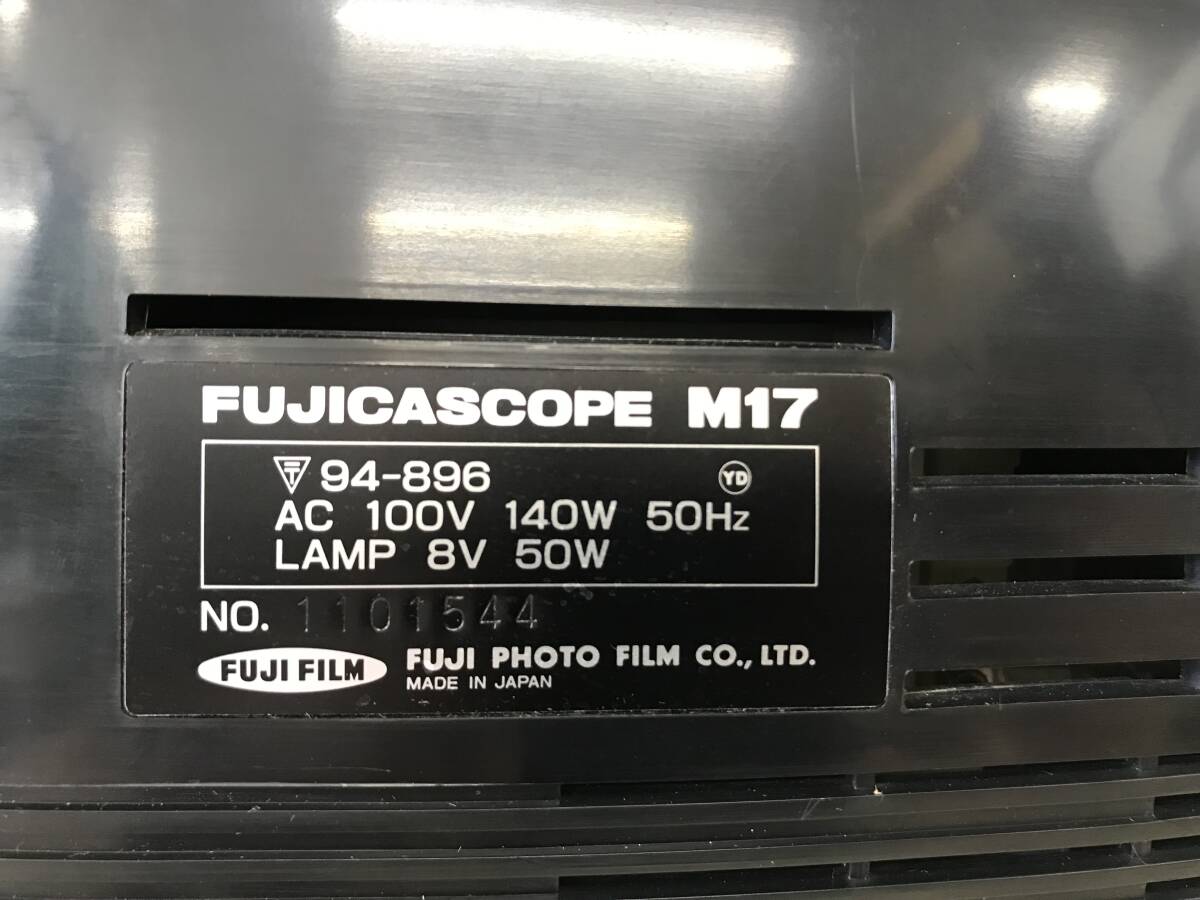 FUJICASCOPE M17
〒 94-896 YD
AC 100V 140W 50Hz
LAMP 8V 50W
NO. 1101544
FUJI FILM FUJI PHOTO FILM CO., LTD.
MADE IN JAPAN